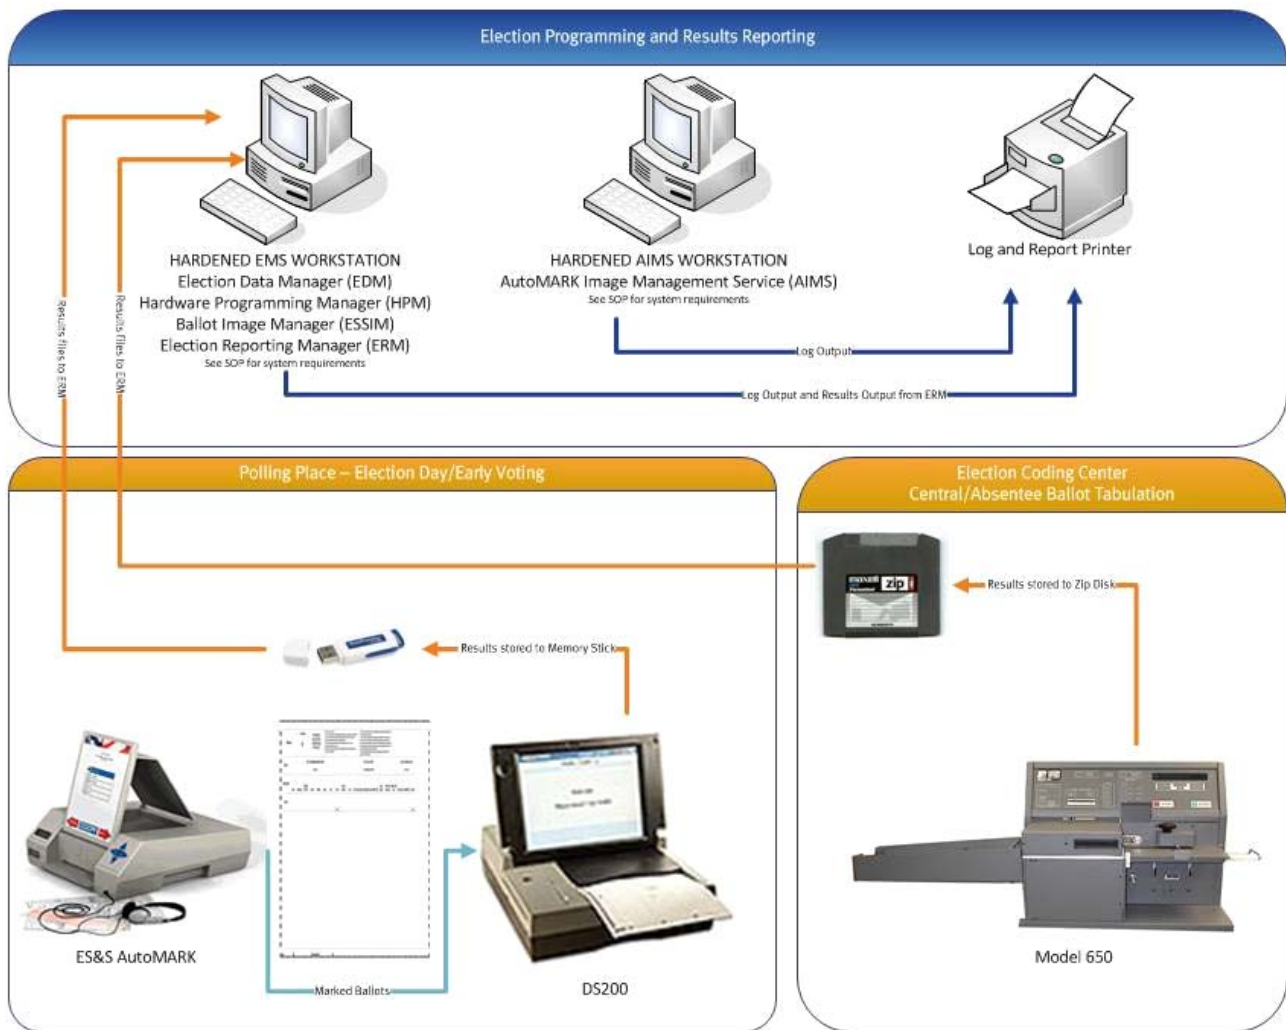 Election Programming and Results Reporting
HARDENED EMS WORKSTATION
Election Data Manager (EDM)
Hardware Programming Manager (HPM)
Ballot Image Manager (ESSIM)
Election Reporting Manager (ERM)
See SOP for system requirements
HARDENED AIMS WORKSTATION
AutoMARK Image Management Service (AIMS)
See SOP for system requirements
Log and Report Printer
Log Output
Log Output and Results Output from ERM
Results files to ERM
Results files to ERM
Polling Place – Election Day/Early Voting
Results stored to Memory Stick
ES&S AutoMARK
Marked Ballots
DS200
Election Coding Center
Central/Absentee Ballot Tabulation
maxell
zip
Results stored to Zip Disk
Model 650